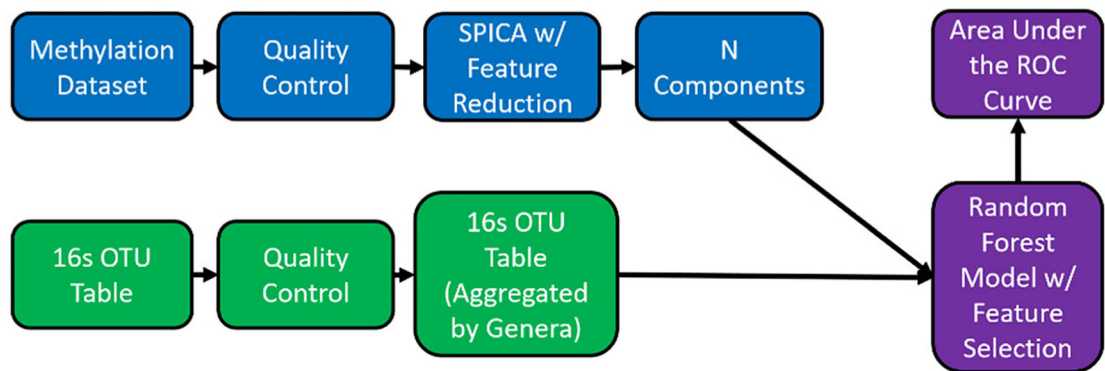 Methylation
Dataset
Quality
Control
SPICA w/
Feature
Reduction
N
Components
Area Under
the ROC
Curve
16s OTU
Table
Quality
Control
16s OTU
Table
(Aggregated
by Genera)
Random
Forest
Model w/
Feature
Selection